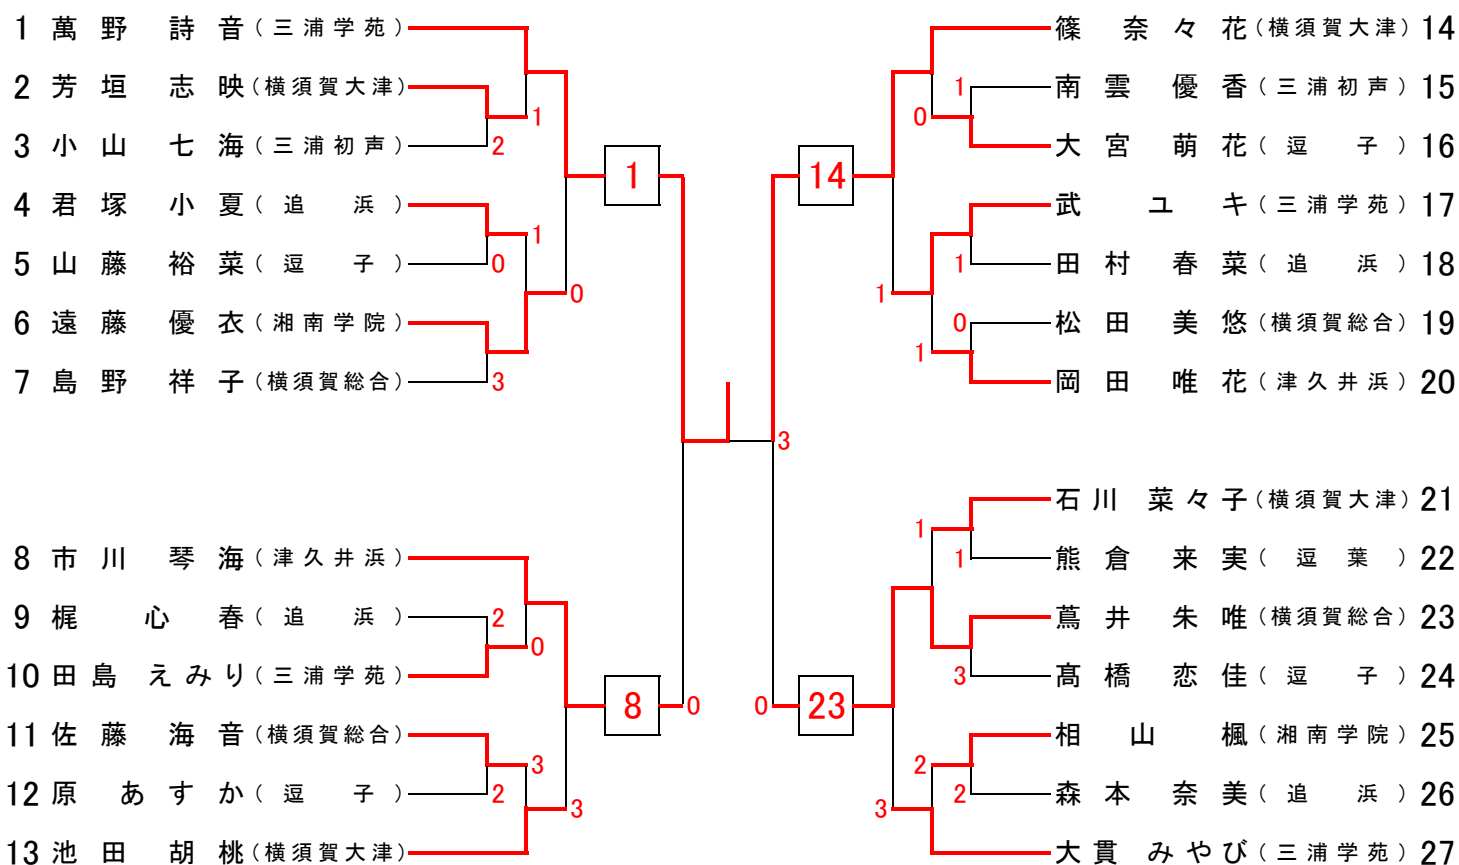 1 萬野 詩音 (三浦学苑)
2 芳垣 志映 (横須賀大津)
1
3 小山 七海 (三浦初声)
2
1
4 君塚 小夏 (追浜)
1
5 山藤 裕菜 (逗子)
0
0
6 遠藤 優衣 (湘南学院)
7 島野 祥子 (横須賀総合)
3
8 市川 琴海 (津久井浜)
9 梶 心春 (追浜)
2
0
10 田島 えみり (三浦学苑)
8
0
11 佐藤 海音 (横須賀総合)
3
12 原 あすか (逗子)
2
3
13 池田 胡桃 (横須賀大津)
3
篠 奈々花 (横須賀大津) 14
1
南雲 優香 (三浦初声) 15
0
大宮 萌花 (逗子) 16
14
武 ユキ (三浦学苑) 17
1
田村 春菜 (追浜) 18
1
0
松田 美悠 (横須賀総合) 19
1
岡田 唯花 (津久井浜) 20
石川 菜々子 (横須賀大津) 21
1
1
熊倉 来実 (逗葉) 22
蔦井 朱唯 (横須賀総合) 23
3
髙橋 恋佳 (逗子) 24
0
23
相山 楓 (湘南学院) 25
2
2
森本 奈美 (追浜) 26
3
大貫 みやび (三浦学苑) 27